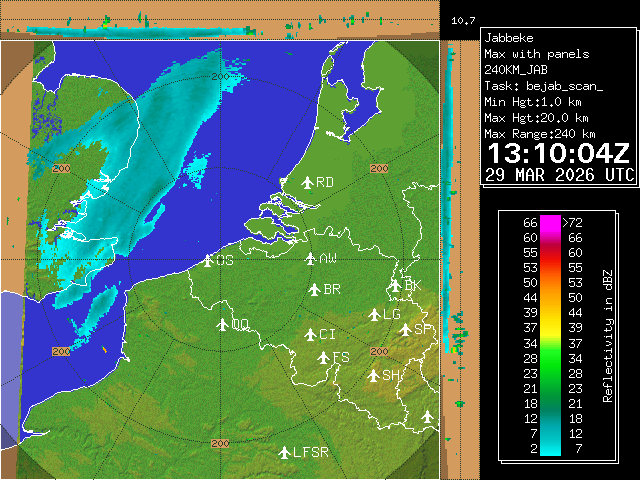 10.7
Jabbeke
Max with panels
240KM_JAB
Task: bejab_scan_
Min Hgt:1.0 km
Max Hgt:20.0 km
Max Range:240 km
13:10:04Z
29 MAR 2026 UTC
200
200
200
RD
OS
AW
BR
BK
LG
SP
QO
CI
FS
SH
200
200
200
LFSR
66 >72
60 66
55 59
53 55
50 53
44 50
39 44
37 39
34 37
28 34
23 28
21 23
18 21
12 18
7 12
2 7
Reflectivity in dBZ